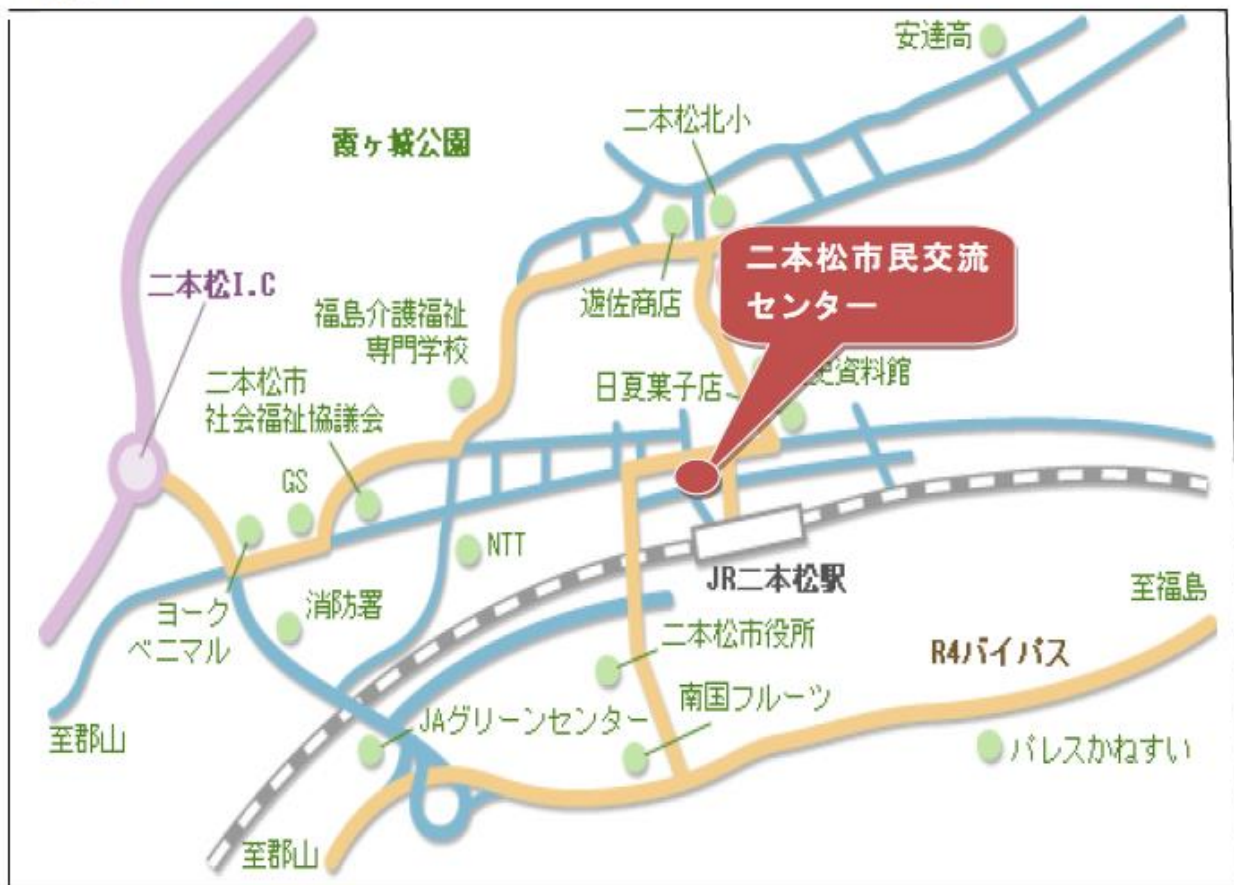 安達高
二本松北小
霞ヶ城公園
二本松市民交流
センター
二本松I.C
遊佐商店
福島介護福祉
専門学校
日夏菓子店
史資料館
二本松市
社会福祉協議会
GS
NTT
JR二本松駅
至福島
ヨーク
ベニマル
消防署
二本松市役所
R4バイパス
南国フルーツ
JAグリーンセンター
至郡山
パレスかねすい
至郡山